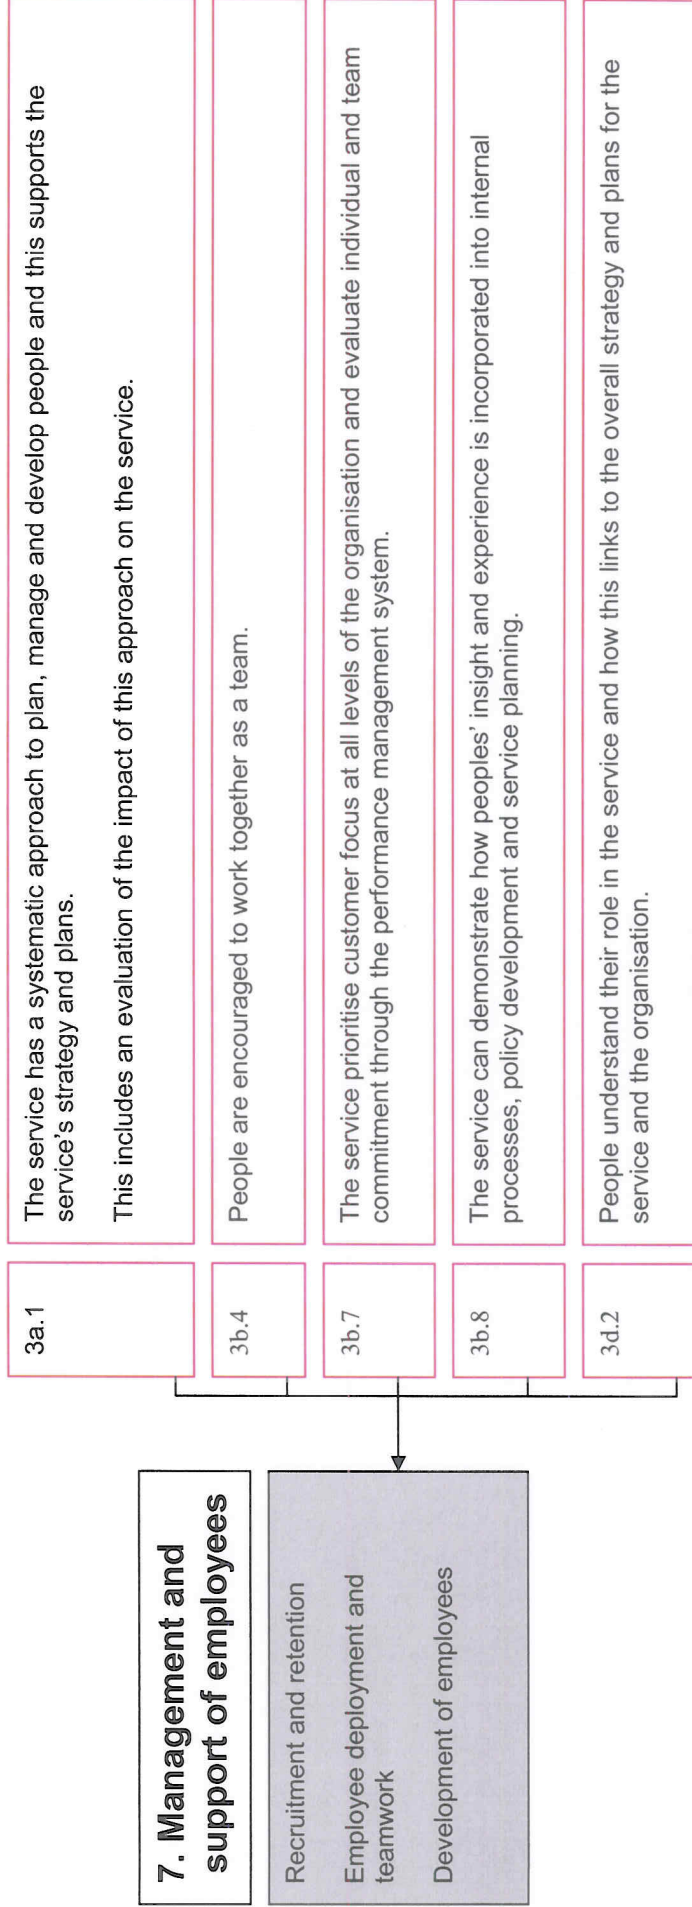 7. Management and
support of employees
Recruitment and retention
Employee deployment and
teamwork
Development of employees
3a.1
The service has a systematic approach to plan, manage and develop people and this supports the
service's strategy and plans.
This includes an evaluation of the impact of this approach on the service.
3b.4
People are encouraged to work together as a team.
3b.7
The service prioritise customer focus at all levels of the organisation and evaluate individual and team
commitment through the performance management system.
3b.8
The service can demonstrate how peoples' insight and experience is incorporated into internal
processes, policy development and service planning.
3d.2
People understand their role in the service and how this links to the overall strategy and plans for the
service and the organisation.